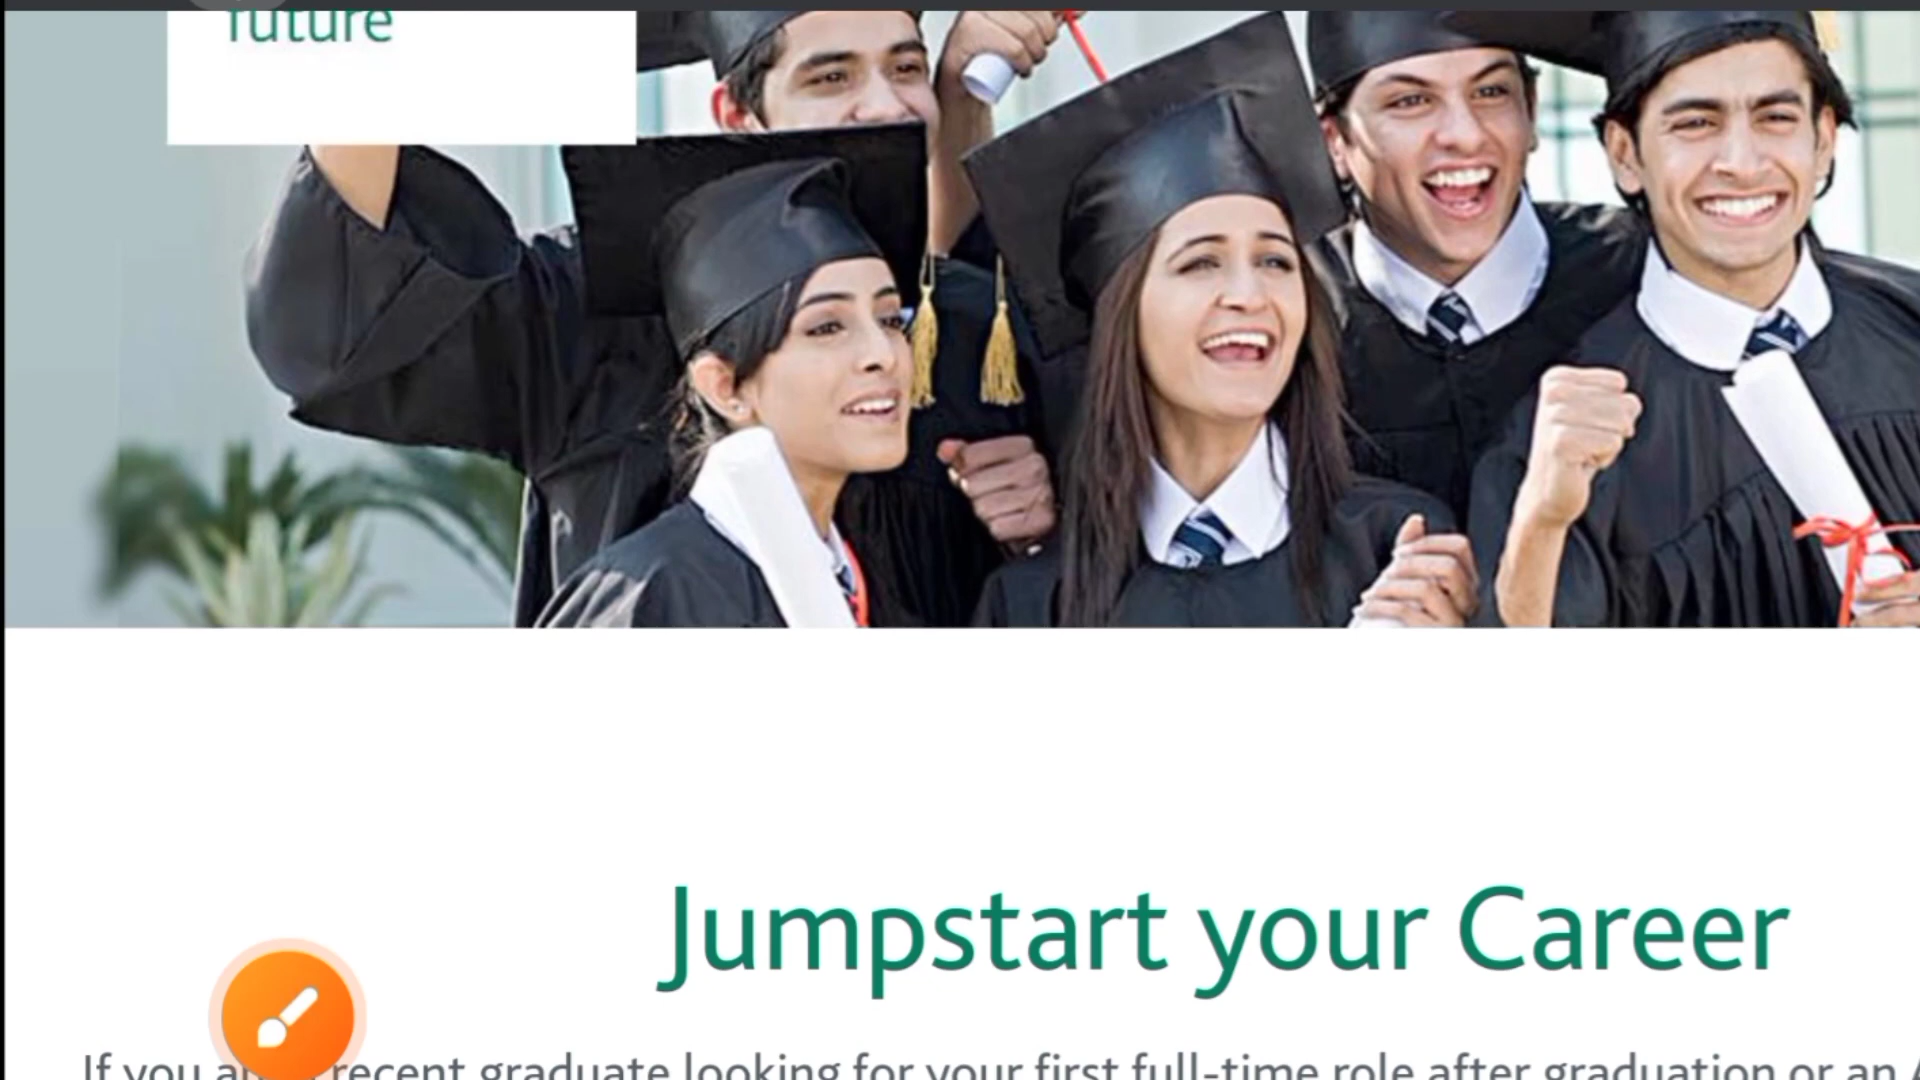 future
Jumpstart your Career
If you recent graduate looking for your first full-time role after graduation or an